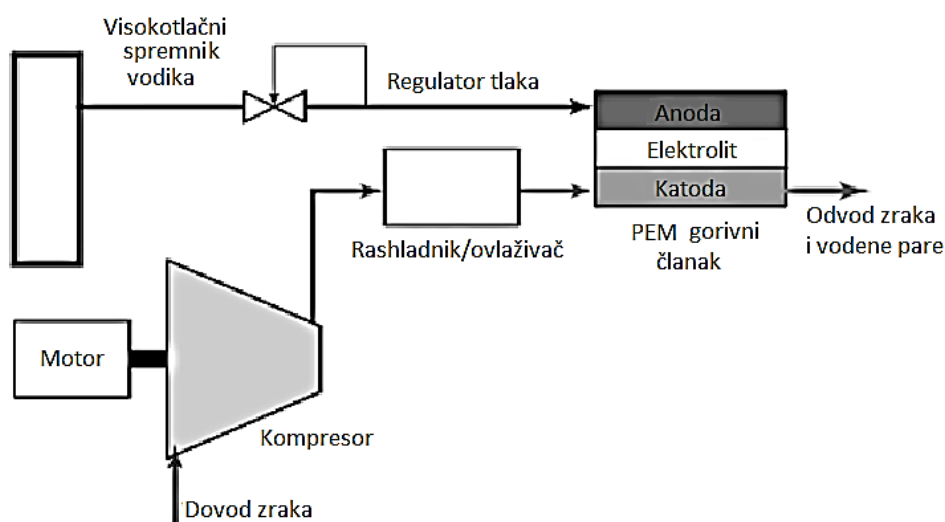 Visokotlačni
spremnik
vodika
Regulator tlaka
Anoda
Elektrolit
Katoda
Rashladnik/ovlaživač
PEM gorivni
članak
Odvod zraka
i vodene pare
Motor
Kompresor
Dovod zraka